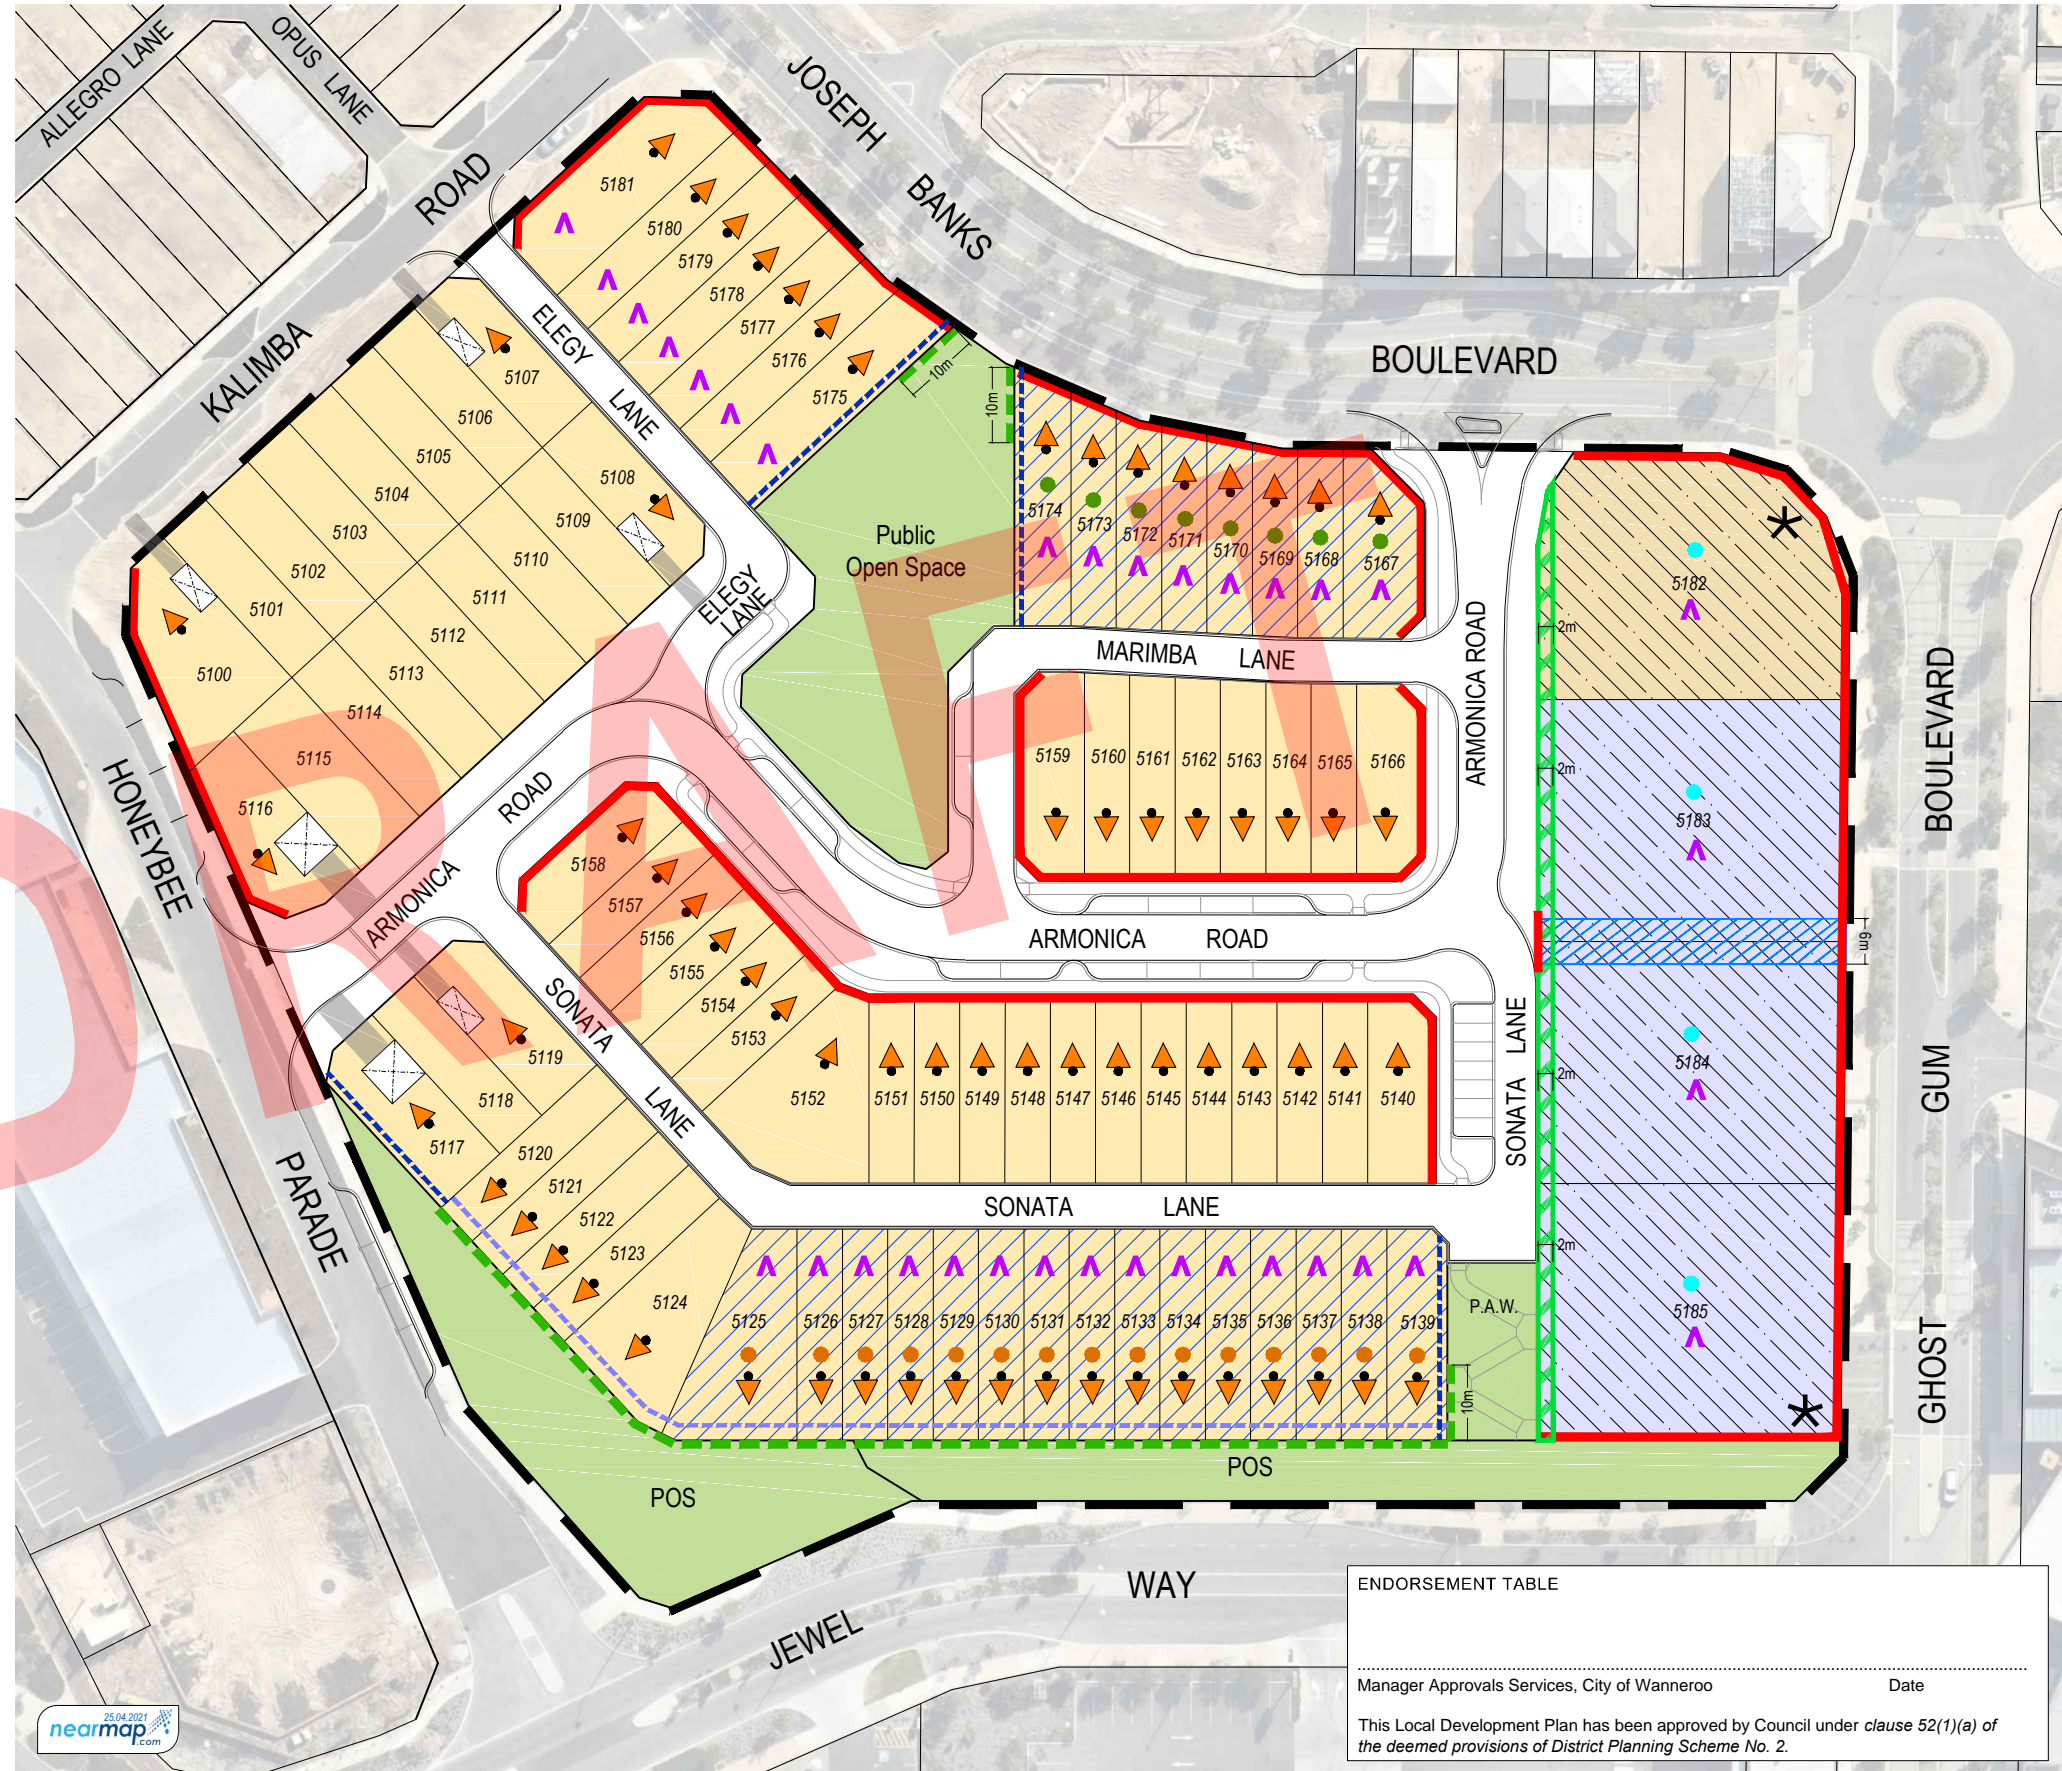 ALLEGRO LANE
OPUS LANE
KALIMBA ROAD
JOSEPH BANKS BOULEVARD
HONEYBEE PARADE
JEWEL WAY
GHOST GUM BOULEVARD
ELEGY LANE
ELEGY
LANE
ARMONICA ROAD
SONATA LANE
MARIMBA LANE
ARMONICA ROAD
ARMONICA ROAD
SONATA LANE
SONATA LANE
Public
Open Space
POS
POS
P.A.W.
DRAFT
5181
5180
5179
5178
5177
5176
5175
5107
5106
5105
5104
5103
5102
5101
5100
5108
5109
5110
5111
5112
5113
5114
5115
5116
5174
5173
5172
5171
5170
5169
5168
5167
5159
5160
5161
5162
5163
5164
5165
5166
5158
5157
5156
5155
5154
5153
5152
5151
5150
5149
5148
5147
5146
5145
5144
5143
5142
5141
5140
5119
5118
5117
5120
5121
5122
5123
5124
5125
5126
5127
5128
5129
5130
5131
5132
5133
5134
5135
5136
5137
5138
5139
5182
5183
5184
5185
10m
10m
10m
2m
2m
2m
2m
6m
ENDORSEMENT TABLE
Manager Approvals Services, City of Wanneroo Date
This Local Development Plan has been approved by Council under clause 52(1)(a) of
the deemed provisions of District Planning Scheme No. 2.
25.04.2021
nearmap
.com